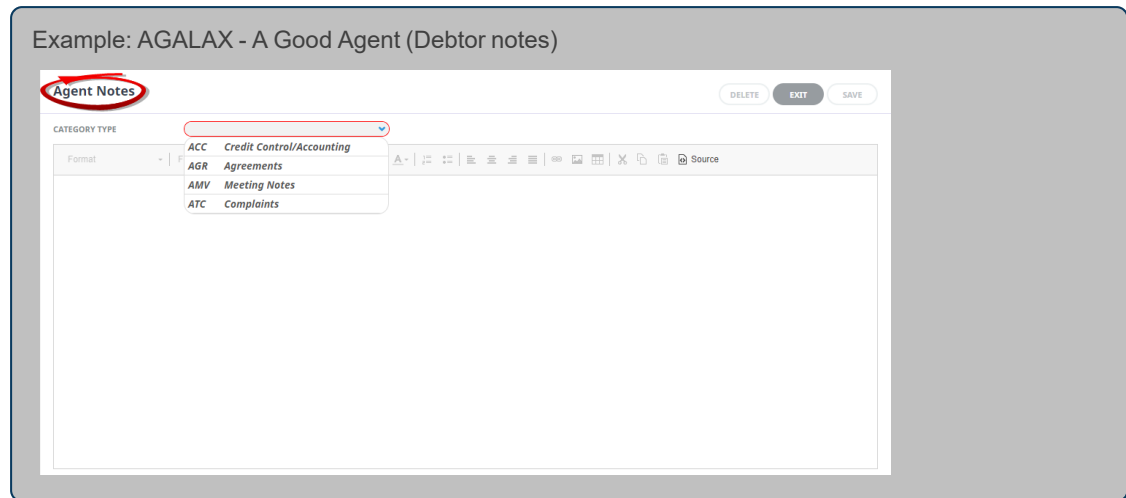 Example: AGALAX - A Good Agent (Debtor notes)
Agent Notes
DELETE EXIT SAVE
CATEGORY TYPE
ACC Credit Control/Accounting
Format
A
Source
AGR Agreements
AMV Meeting Notes
ATC Complaints